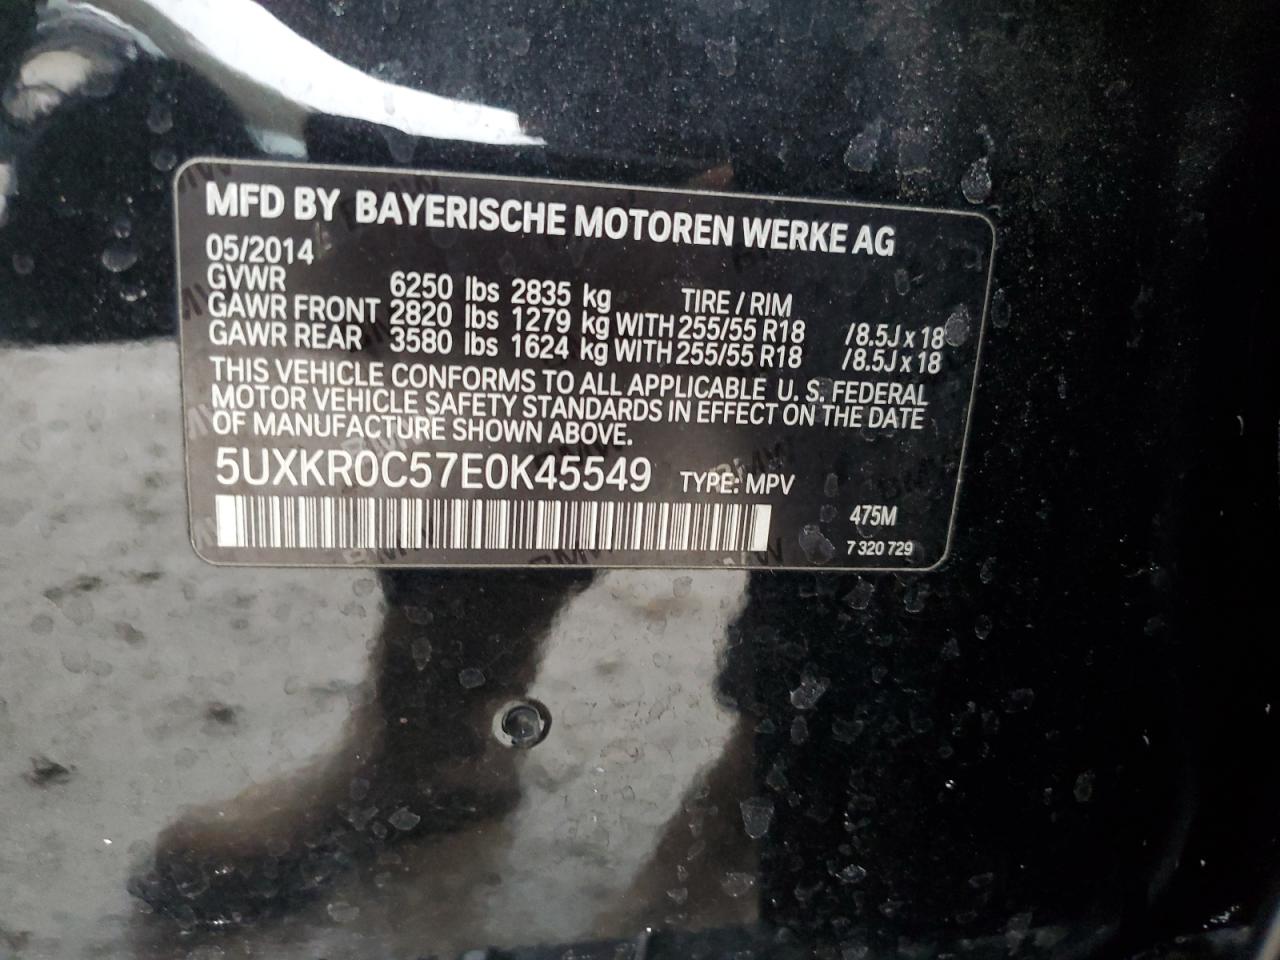 MFD BY BAYERISCHE MOTOREN WERKE AG
05/2014
GVWR 6250 lbs 2835 kg TIRE / RIM
GAWR FRONT 2820 lbs 1279 kg WITH 255/55 R18 /8.5J x 18
GAWR REAR 3580 lbs 1624 kg WITH 255/55 R18 /8.5J x 18
THIS VEHICLE CONFORMS TO ALL APPLICABLE U. S. FEDERAL
MOTOR VEHICLE SAFETY STANDARDS IN EFFECT ON THE DATE
OF MANUFACTURE SHOWN ABOVE.
5UXKR0C57E0K45549 TYPE: MPV
475M
7 320 729